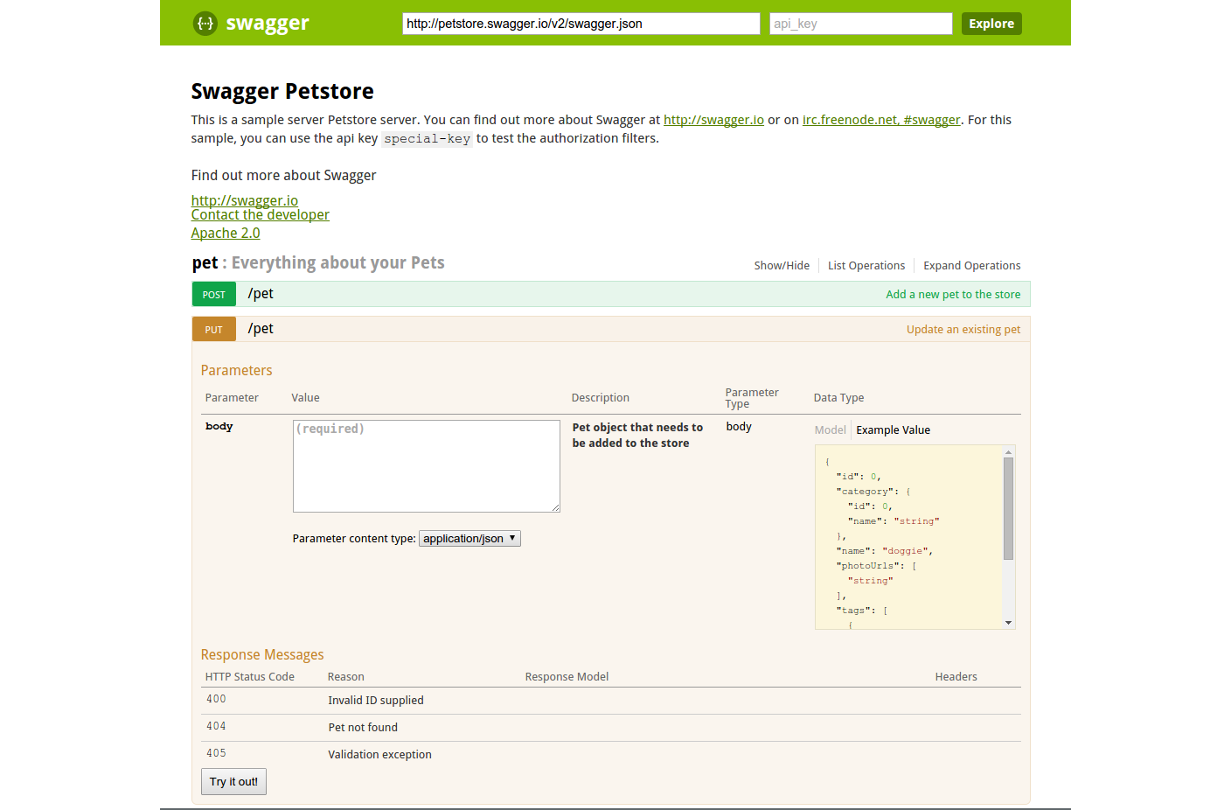 swagger http://petstore.swagger.io/v2/swagger.json api_key Explore
Swagger Petstore
This is a sample server Petstore server. You can find out more about Swagger at http://swagger.io or on irc.freenode.net, #swagger. For this
sample, you can use the api key special-key to test the authorization filters.
Find out more about Swagger
http://swagger.io
Contact the developer
Apache 2.0
pet : Everything about your Pets Show/Hide List Operations Expand Operations
POST /pet Add a new pet to the store
PUT /pet Update an existing pet
Parameters
Parameter Value Description Parameter Type Data Type
body (required) Pet object that needs to be added to the store body Model Example Value
{
"id": 0,
"category": {
"id": 0,
"name": "string"
},
"name": "doggie",
"photoUrls": [
"string"
],
"tags": [
{
Parameter content type: application/json
Response Messages
HTTP Status Code Reason Response Model Headers
400 Invalid ID supplied
404 Pet not found
405 Validation exception
Try it out!